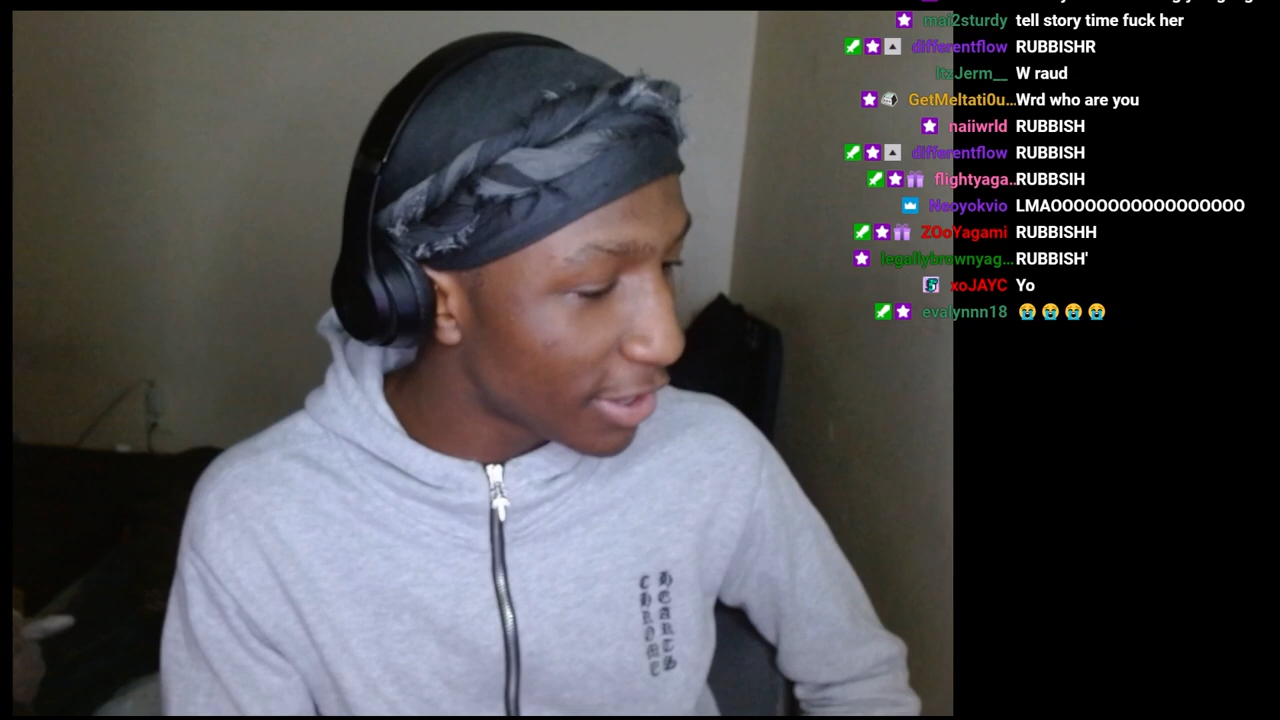 mai2sturdy tell story time fuck her
differentflow RUBBISHR
ItzJerm__ W raud
GetMeltati0u… Wrd who are you
naiiwrld RUBBISH
differentflow RUBBISH
flightyaga… RUBBSIH
Neoyokvio LMAOOOOOOOOOOOOOOOOO
ZOoYagami RUBBISHH
legallybrownyag… RUBBISH'
xoJAYC Yo
evalynnn18 😭 😭 😭 😭
CHROME
HEARTS